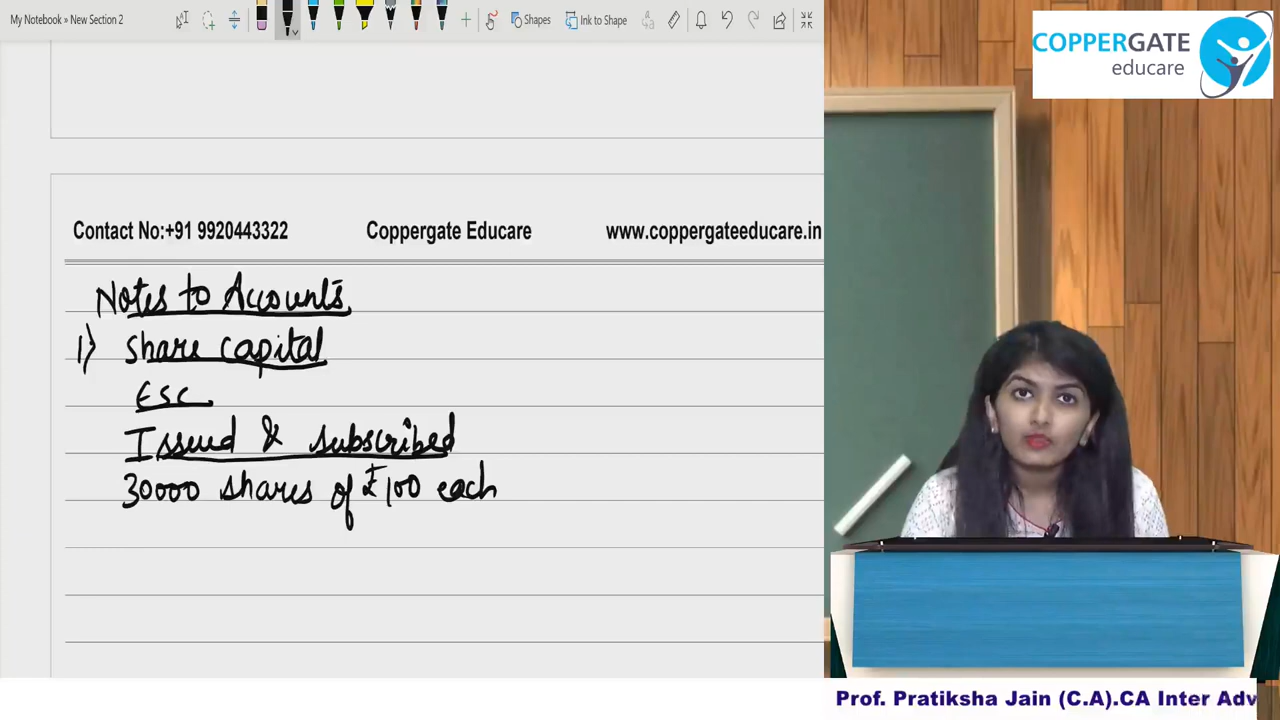 My Notebook » New Section 2
Shapes
Ink to Shape
COPPERGATE
educare
Contact No:+91 9920443322 Coppergate Educare www.coppergateeducare.in
Notes to Accounts
1) Share capital
ESC
Issued & subscribed
30000 shares of ₹100 each
Prof. Pratiksha Jain (C.A).CA Inter Adv